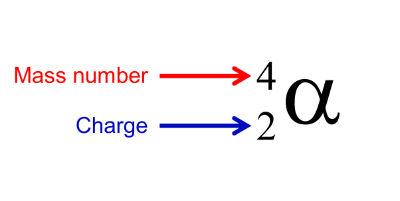 Mass number 4
α
Charge 2